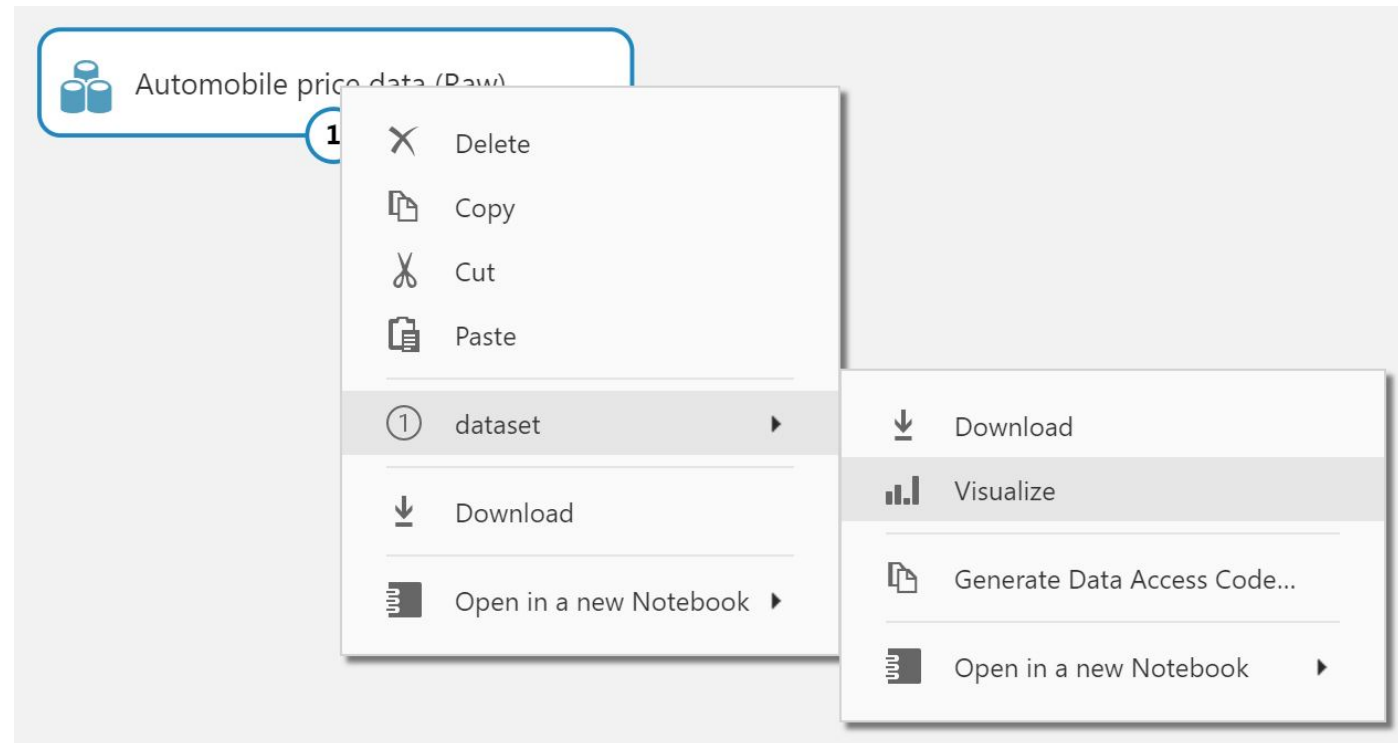 Automobile price data (Raw)
1
Delete
Copy
Cut
Paste
1 dataset
Download
Open in a new Notebook
Download
Visualize
Generate Data Access Code...
Open in a new Notebook